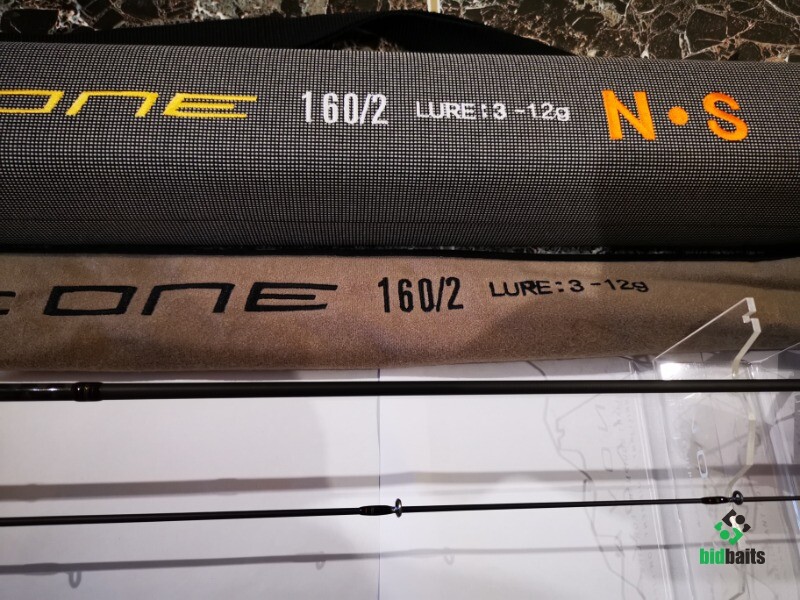 ONE 160/2 LURE:3-12g N•S
ONE 160/2 LURE:3-12g
bidbaits